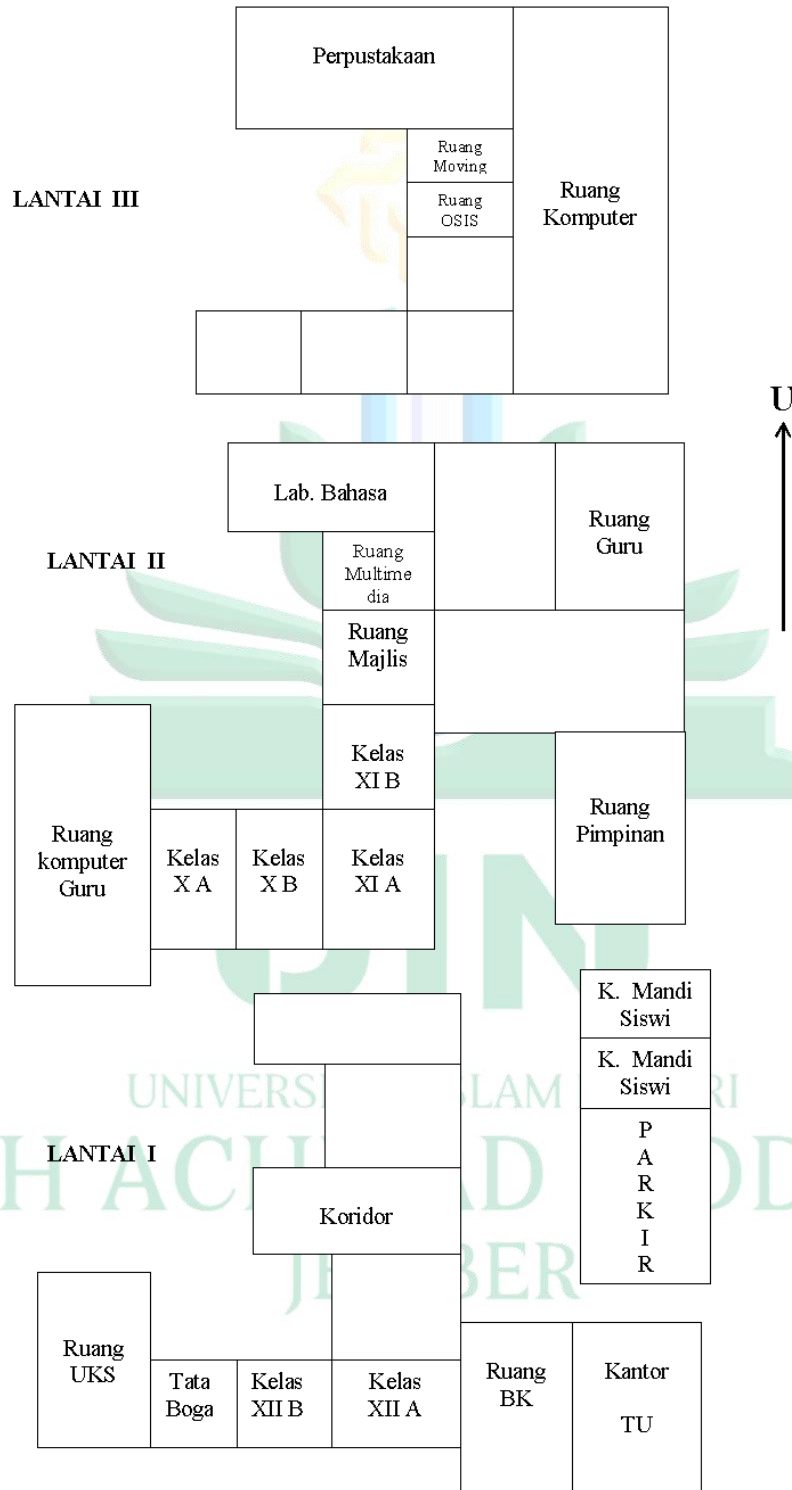 Perpustakaan
Ruang
Moving
LANTAI III
Ruang
OSIS
Ruang
Komputer
U
Lab. Bahasa
Ruang
Guru
LANTAI II
Ruang
Multime
dia
Ruang
Majlis
Kelas
XI B
Ruang
Pimpinan
Ruang
komputer
Guru
Kelas
X A
Kelas
X B
Kelas
XI A
UIN
K. Mandi
Siswi
K. Mandi
Siswi
P
A
R
K
I
R
LANTAI I
Koridor
Ruang
UKS
Tata
Boga
Kelas
XII B
Kelas
XII A
Ruang
BK
Kantor
TU